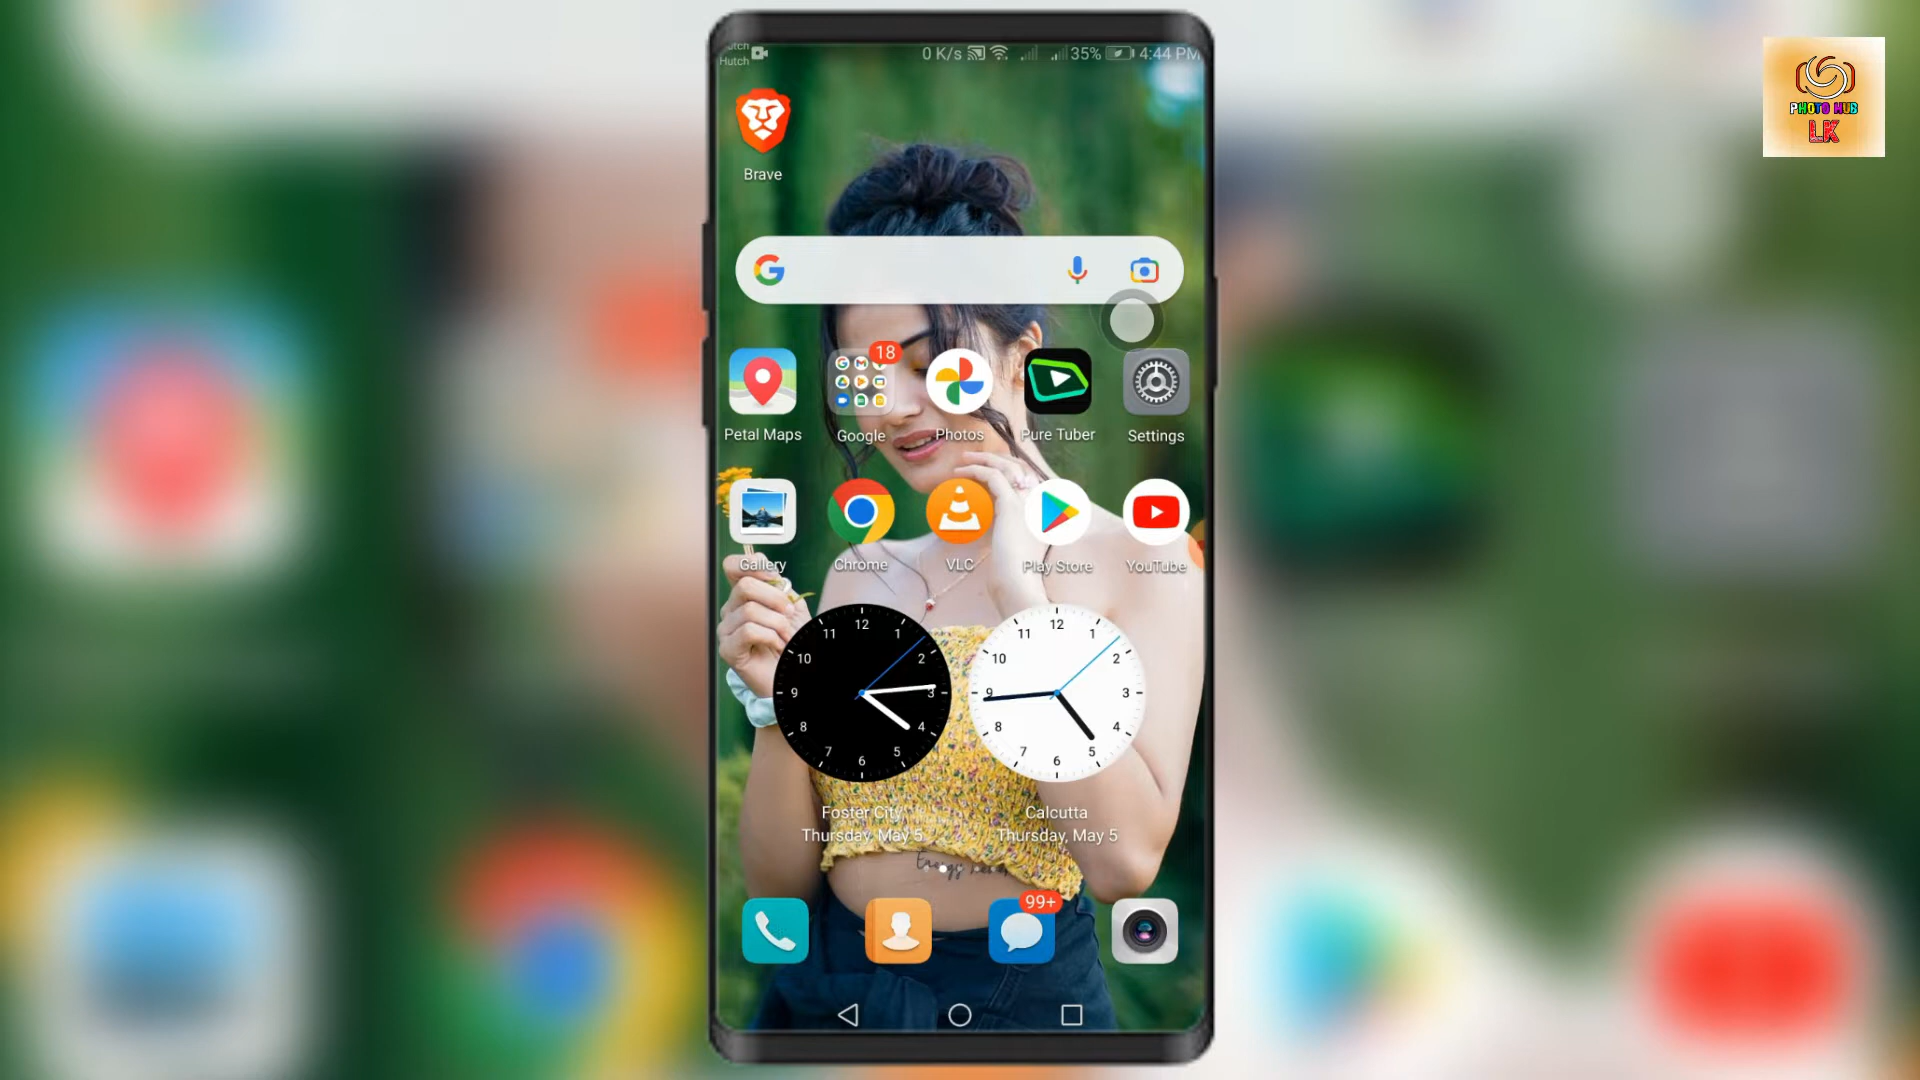 Hutch
0 K/s 35% 4:44 PM
PHOTO HUB
LK
Brave
18
Petal Maps
Google
Photos
Pure Tuber
Settings
Gallery
Chrome
VLC
Play Store
YouTube
12
11 1
10 2
9 3
8 4
7 5
6
12
11 1
10 2
9 3
8 4
7 5
6
Foster City
Thursday, May 5
Calcutta
Thursday, May 5
99+